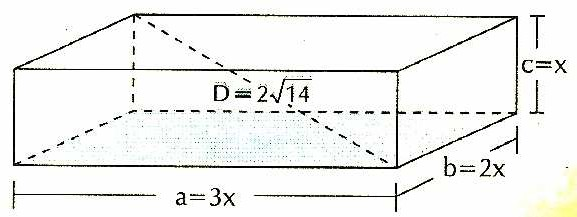 c=x
D=2√14
b=2x
a=3x